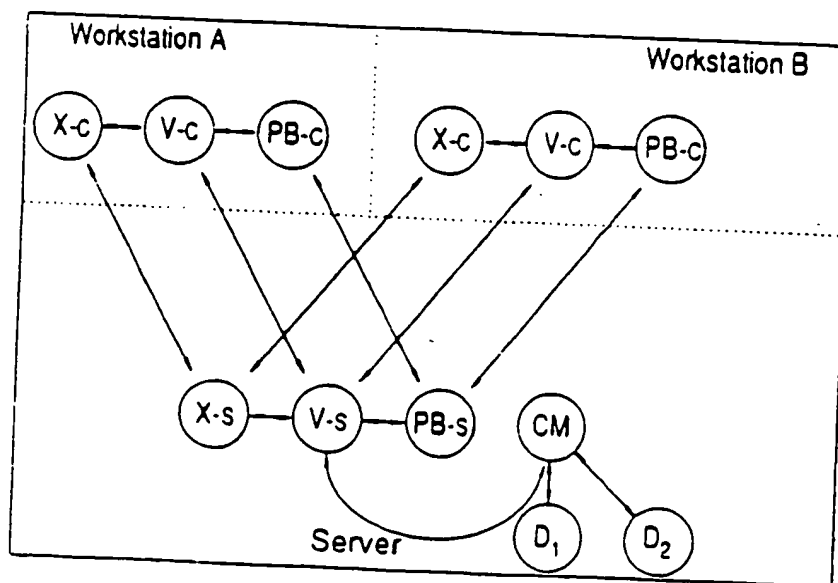 Workstation A
Workstation B
X-c V-c PB-c
X-c V-c PB-c
X-s V-s PB-s CM
Server
D₁ D₂